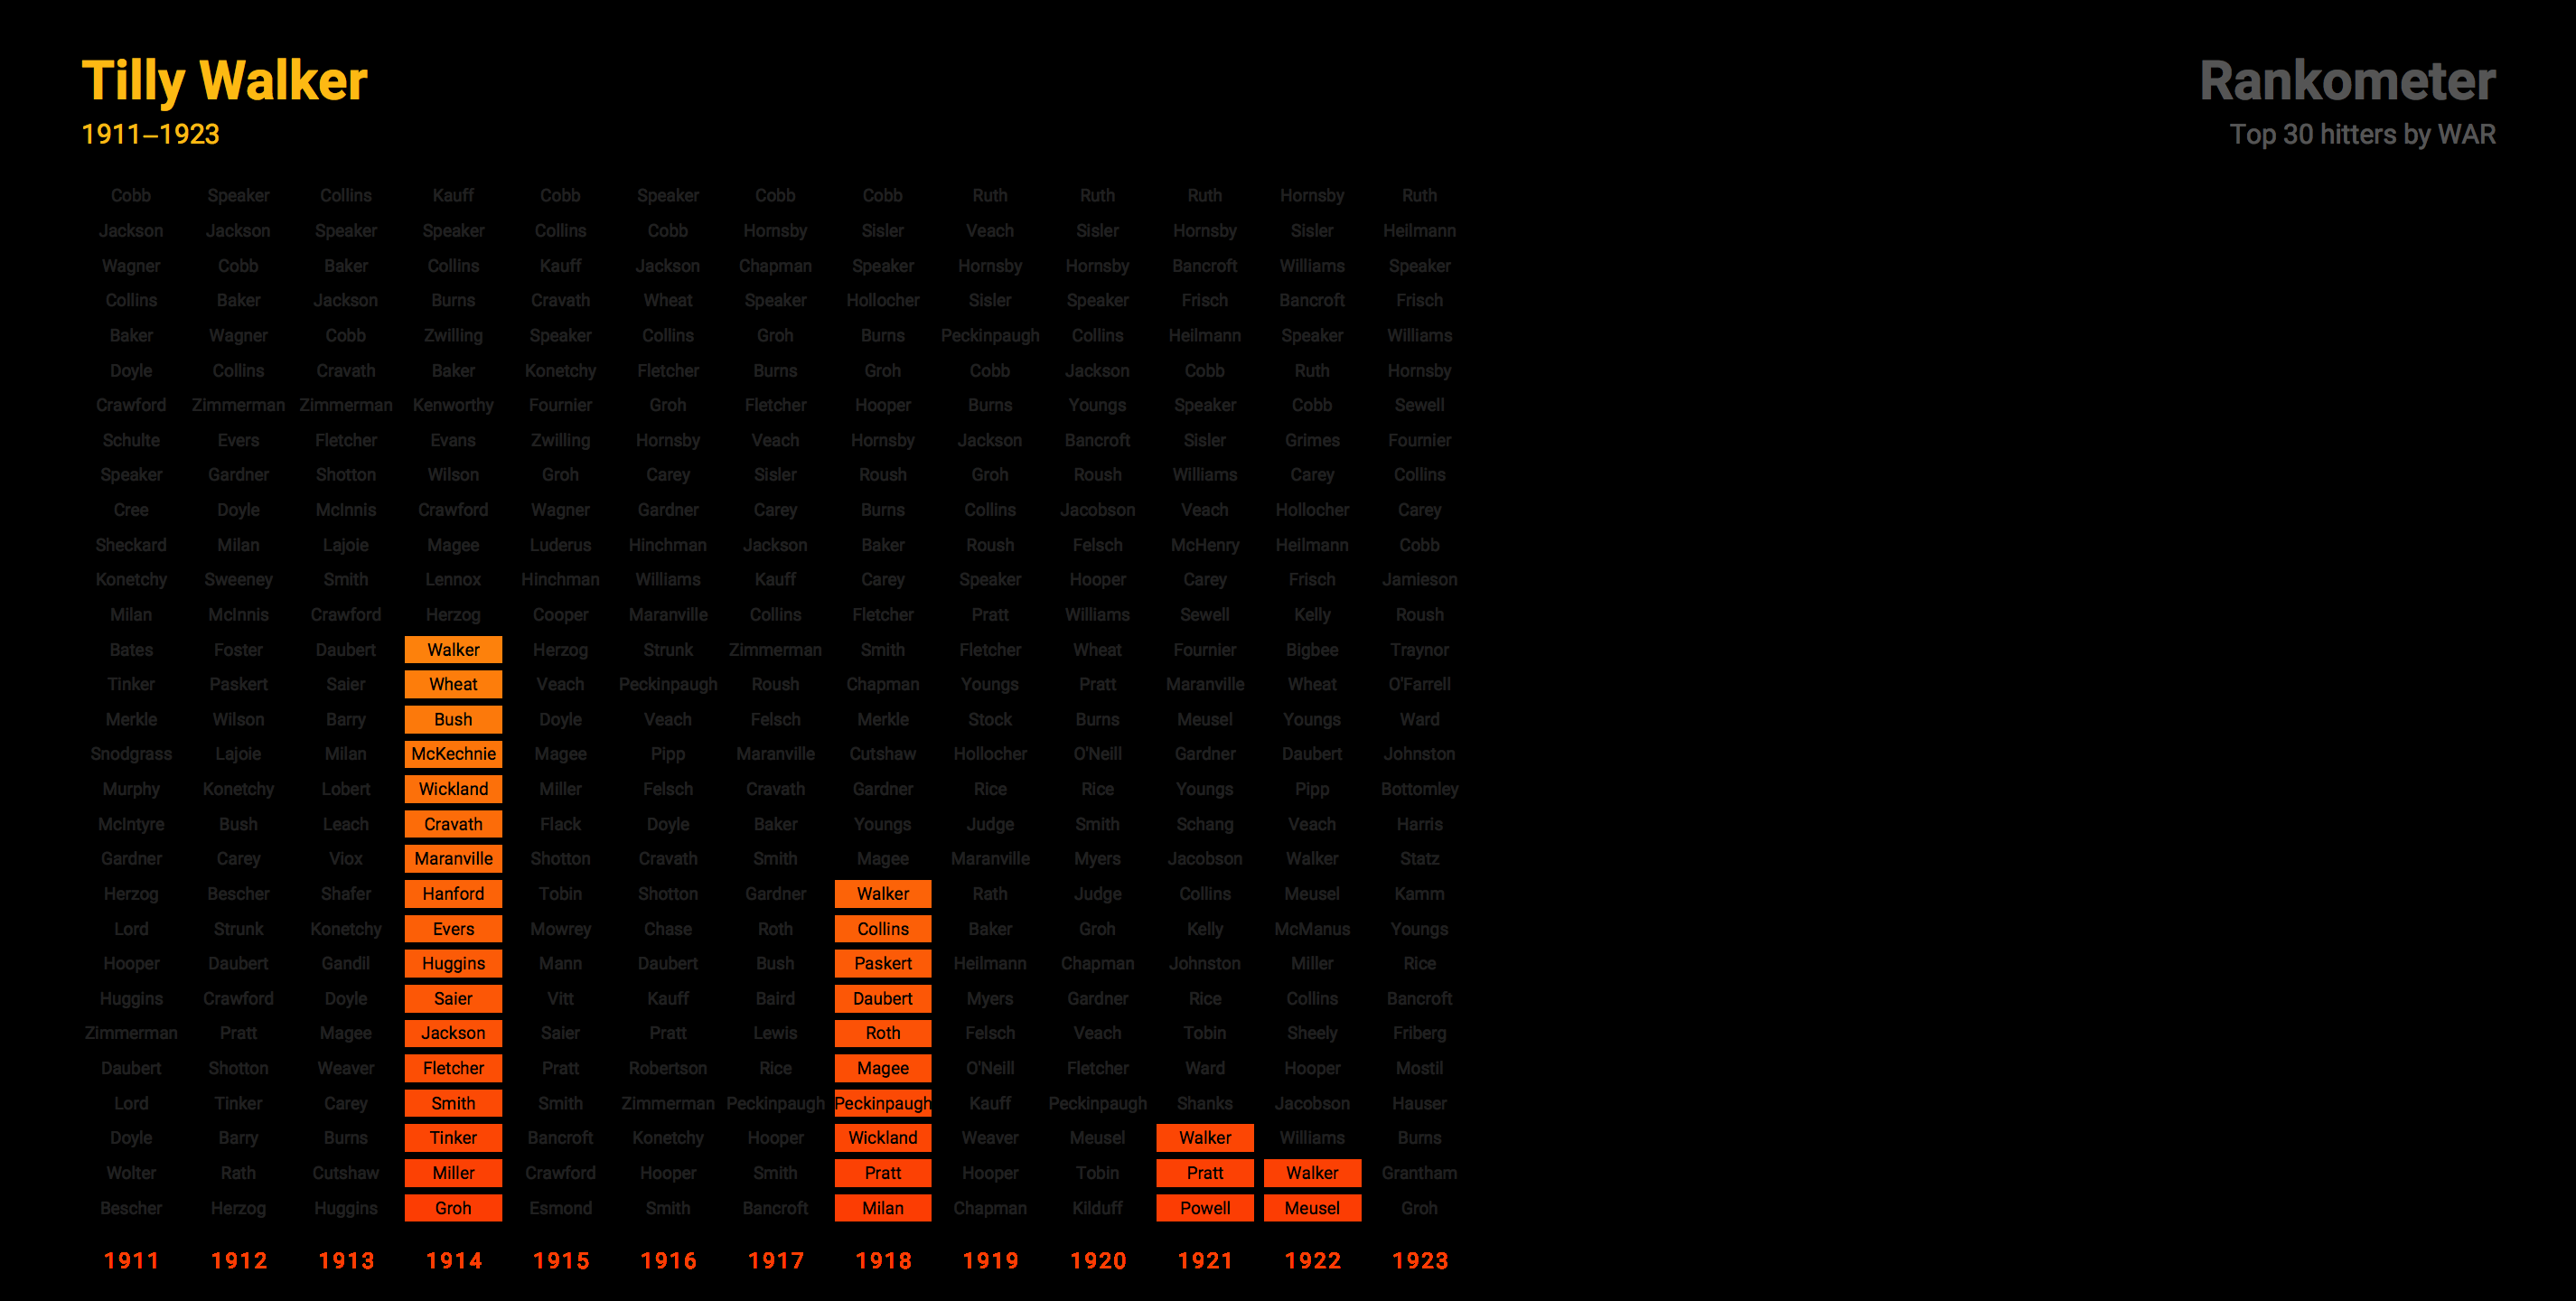 Tilly Walker
1911–1923
Rankometer
Top 30 hitters by WAR
Cobb Speaker Collins Kauff Cobb Speaker Cobb Cobb Ruth Ruth Ruth Hornsby Ruth
Jackson Jackson Speaker Speaker Collins Cobb Hornsby Sisler Veach Sisler Hornsby Sisler Heilmann
Wagner Cobb Baker Collins Kauff Jackson Chapman Speaker Hornsby Hornsby Bancroft Williams Speaker
Collins Baker Jackson Burns Cravath Wheat Speaker Hollocher Sisler Speaker Frisch Bancroft Frisch
Baker Wagner Cobb Zwilling Speaker Collins Groh Burns Peckinpaugh Collins Heilmann Speaker Williams
Doyle Collins Cravath Baker Konetchy Fletcher Burns Groh Cobb Jackson Cobb Ruth Hornsby
Crawford Zimmerman Zimmerman Kenworthy Fournier Groh Fletcher Hooper Burns Youngs Speaker Cobb Sewell
Schulte Evers Fletcher Evans Zwilling Hornsby Veach Hornsby Jackson Bancroft Sisler Grimes Fournier
Speaker Gardner Shotton Wilson Groh Carey Sisler Roush Groh Roush Williams Carey Collins
Cree Doyle McInnis Crawford Wagner Gardner Carey Burns Collins Jacobson Veach Hollocher Carey
Sheckard Milan Lajoie Magee Luderus Hinchman Jackson Baker Roush Felsch McHenry Heilmann Cobb
Konetchy Sweeney Smith Lennox Hinchman Williams Kauff Carey Speaker Hooper Carey Frisch Jamieson
Milan McInnis Crawford Herzog Cooper Maranville Collins Fletcher Pratt Williams Sewell Kelly Roush
Bates Foster Daubert Walker Herzog Strunk Zimmerman Smith Fletcher Wheat Fournier Bigbee Traynor
Tinker Paskert Saier Wheat Veach Peckinpaugh Roush Chapman Youngs Pratt Maranville Wheat O'Farrell
Merkle Wilson Barry Bush Doyle Veach Felsch Merkle Stock Burns Meusel Youngs Ward
Snodgrass Lajoie Milan McKechnie Magee Pipp Maranville Cutshaw Hollocher O'Neill Gardner Daubert Johnston
Murphy Konetchy Lobert Wickland Miller Felsch Cravath Gardner Rice Rice Youngs Pipp Bottomley
McIntyre Bush Leach Cravath Flack Doyle Baker Youngs Judge Smith Schang Veach Harris
Gardner Carey Viox Maranville Shotton Cravath Smith Magee Maranville Myers Jacobson Walker Statz
Herzog Bescher Shafer Hanford Tobin Shotton Gardner Walker Rath Judge Collins Meusel Kamm
Lord Strunk Konetchy Evers Mowrey Chase Roth Collins Baker Groh Kelly McManus Youngs
Hooper Daubert Gandil Huggins Mann Daubert Bush Paskert Heilmann Chapman Johnston Miller Rice
Huggins Crawford Doyle Saier Vitt Kauff Baird Daubert Myers Gardner Rice Collins Bancroft
Zimmerman Pratt Magee Jackson Saier Pratt Lewis Roth Felsch Veach Tobin Sheely Friberg
Daubert Shotton Weaver Fletcher Pratt Robertson Rice Magee O'Neill Fletcher Ward Hooper Mostil
Lord Tinker Carey Smith Smith Zimmerman Peckinpaugh Peckinpaugh Kauff Peckinpaugh Shanks Jacobson Hauser
Doyle Barry Burns Tinker Bancroft Konetchy Hooper Wickland Weaver Meusel Walker Williams Burns
Wolter Rath Cutshaw Miller Crawford Hooper Smith Pratt Hooper Tobin Pratt Walker Grantham
Bescher Herzog Huggins Groh Esmond Smith Bancroft Milan Chapman Kilduff Powell Meusel Groh
1911 1912 1913 1914 1915 1916 1917 1918 1919 1920 1921 1922 1923